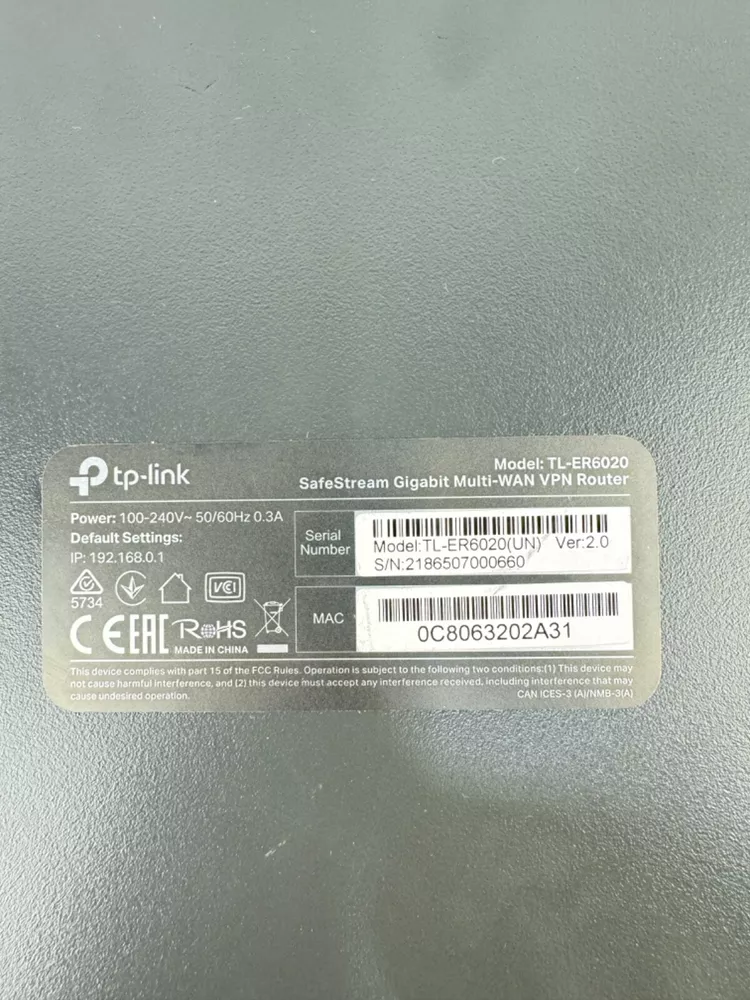 tp-link
Model: TL-ER6020
SafeStream Gigabit Multi-WAN VPN Router
Power: 100-240V~ 50/60Hz 0.3A
Default Settings:
IP: 192.168.0.1
5734
VCI
CE EAC RoHS
MADE IN CHINA
Serial
Number
Model:TL-ER6020(UN) Ver:2.0
S/N:2186507000660
MAC
0C8063202A31
This device complies with part 15 of the FCC Rules. Operation is subject to the following two conditions:(1) This device may
not cause harmful interference, and (2) this device must accept any interference received, including interference that may
cause undesired operation.
CAN ICES-3 (A)/NMB-3(A)